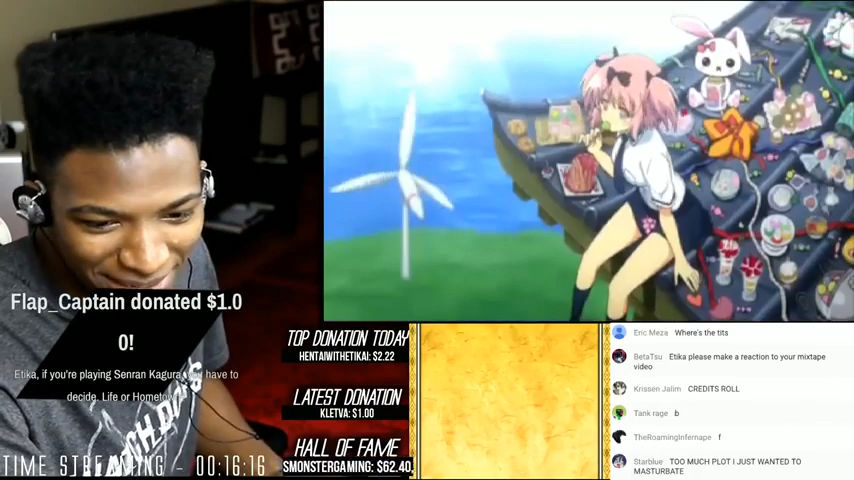 Flap_Captain donated $1.0
0!
Etika, if you're playing Senran Kagura, you have to
decide. Life or Hometown
TIME STREAMING - 00:16:16
TOP DONATION TODAY
HENTAIWITHETIKAI: $2.22
LATEST DONATION
KLETVA: $1.00
HALL OF FAME
SMONSTERGAMING: $62.40
Eric Meza Where's the tits
BetaTsu Etika please make a reaction to your mixtape
video
Krissen Jalim CREDITS ROLL
Tank rage b
TheRoamingInfernape f
Starblue TOO MUCH PLOT I JUST WANTED TO
MASTURBATE